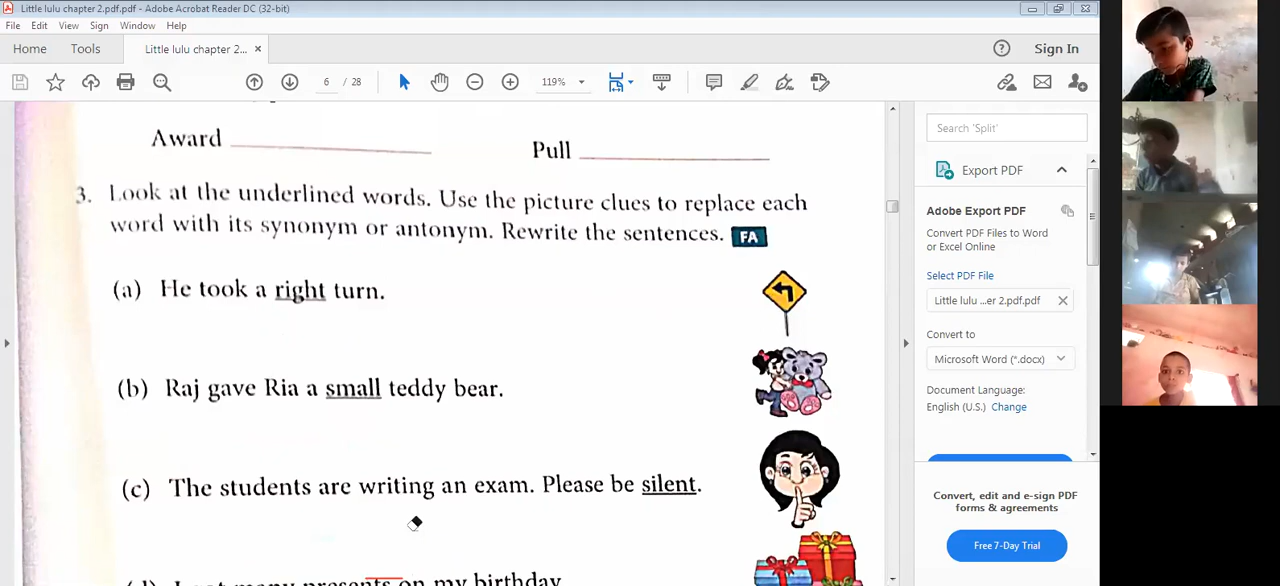 Little lulu chapter 2.pdf.pdf - Adobe Acrobat Reader DC (32-bit)
File Edit View Sign Window Help
Home Tools Little lulu chapter 2... × Sign In
6 / 28 119%
Award Pull
3. Look at the underlined words. Use the picture clues to replace each
word with its synonym or antonym. Rewrite the sentences. FA
(a) He took a right turn.
(b) Raj gave Ria a small teddy bear.
(c) The students are writing an exam. Please be silent.
presents on my birthday
Search 'Split'
Export PDF
Adobe Export PDF
Convert PDF Files to Word
or Excel Online
Select PDF File
Little lulu ...er 2.pdf.pdf
Convert to
Microsoft Word (*.docx)
Document Language:
English (U.S.) Change
Convert, edit and e-sign PDF
forms & agreements
Free 7-Day Trial